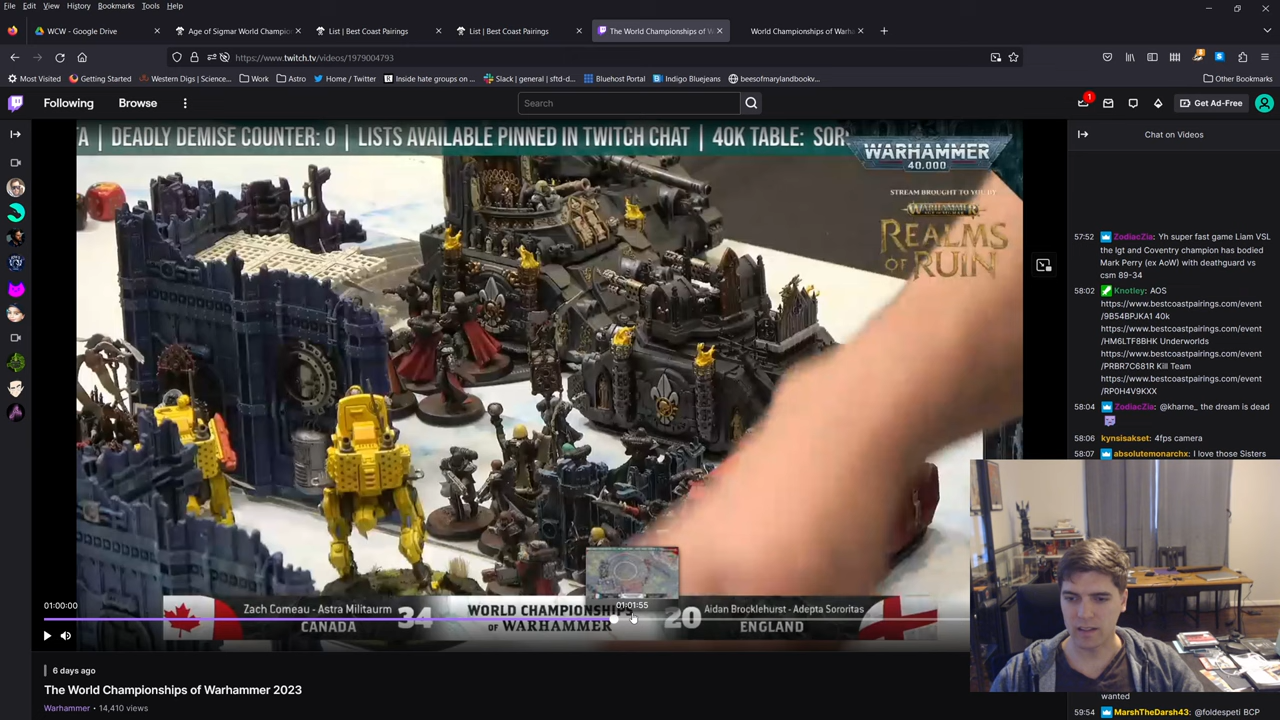 File Edit View History Bookmarks Tools Help
WCW - Google Drive
Age of Sigmar World Champio
List | Best Coast Pairings
List | Best Coast Pairings
The World Championships of W
World Championships of Warha
https://www.twitch.tv/videos/1979004793
Most Visited
Getting Started
Western Digs | Science...
Work
Astro
Home / Twitter
Inside hate groups on ...
Slack | general | sftd-d...
Bluehost Portal
Indigo Bluejeans
beesofmarylandbookv...
Other Bookmarks
Following
Browse
Search
1
Get Ad-Free
TA | DEADLY DEMISE COUNTER: 0 | LISTS AVAILABLE PINNED IN TWITCH CHAT | 40K TABLE: SOR
WARHAMMER
40,000
STREAM BROUGHT TO YOU BY
WARHAMMER
REALMS
OF RUIN
Chat on Videos
57:52 ZodiacZia: Yh super fast game Liam VSL
the lgt and Coventry champion has bodied
Mark Perry (ex AoW) with deathguard vs
csm 89-34
58:02 Knotley: AOS
https://www.bestcoastpairings.com/event
/9B54BPJKA1 40k
https://www.bestcoastpairings.com/event
/HM6LTF8BHK Underworlds
https://www.bestcoastpairings.com/event
/PRBR7C681R Kill Team
https://www.bestcoastpairings.com/event
/RP0H4V9KXX
58:04 ZodiacZia: @kharne_ the dream is dead
58:06 kynsisakset: 4fps camera
58:07 absolutemonarchx: I love those Sisters
wanted
59:54 MarshTheDarsh43: @foldespeti BCP
01:00:00
01:01:55
Zach Comeau - Astra Militaurm
CANADA
34
WORLD CHAMPIONSHIPS
OF WARHAMMER
20
Aidan Brocklehurst - Adepta Sororitas
ENGLAND
6 days ago
The World Championships of Warhammer 2023
Warhammer · 14,410 views